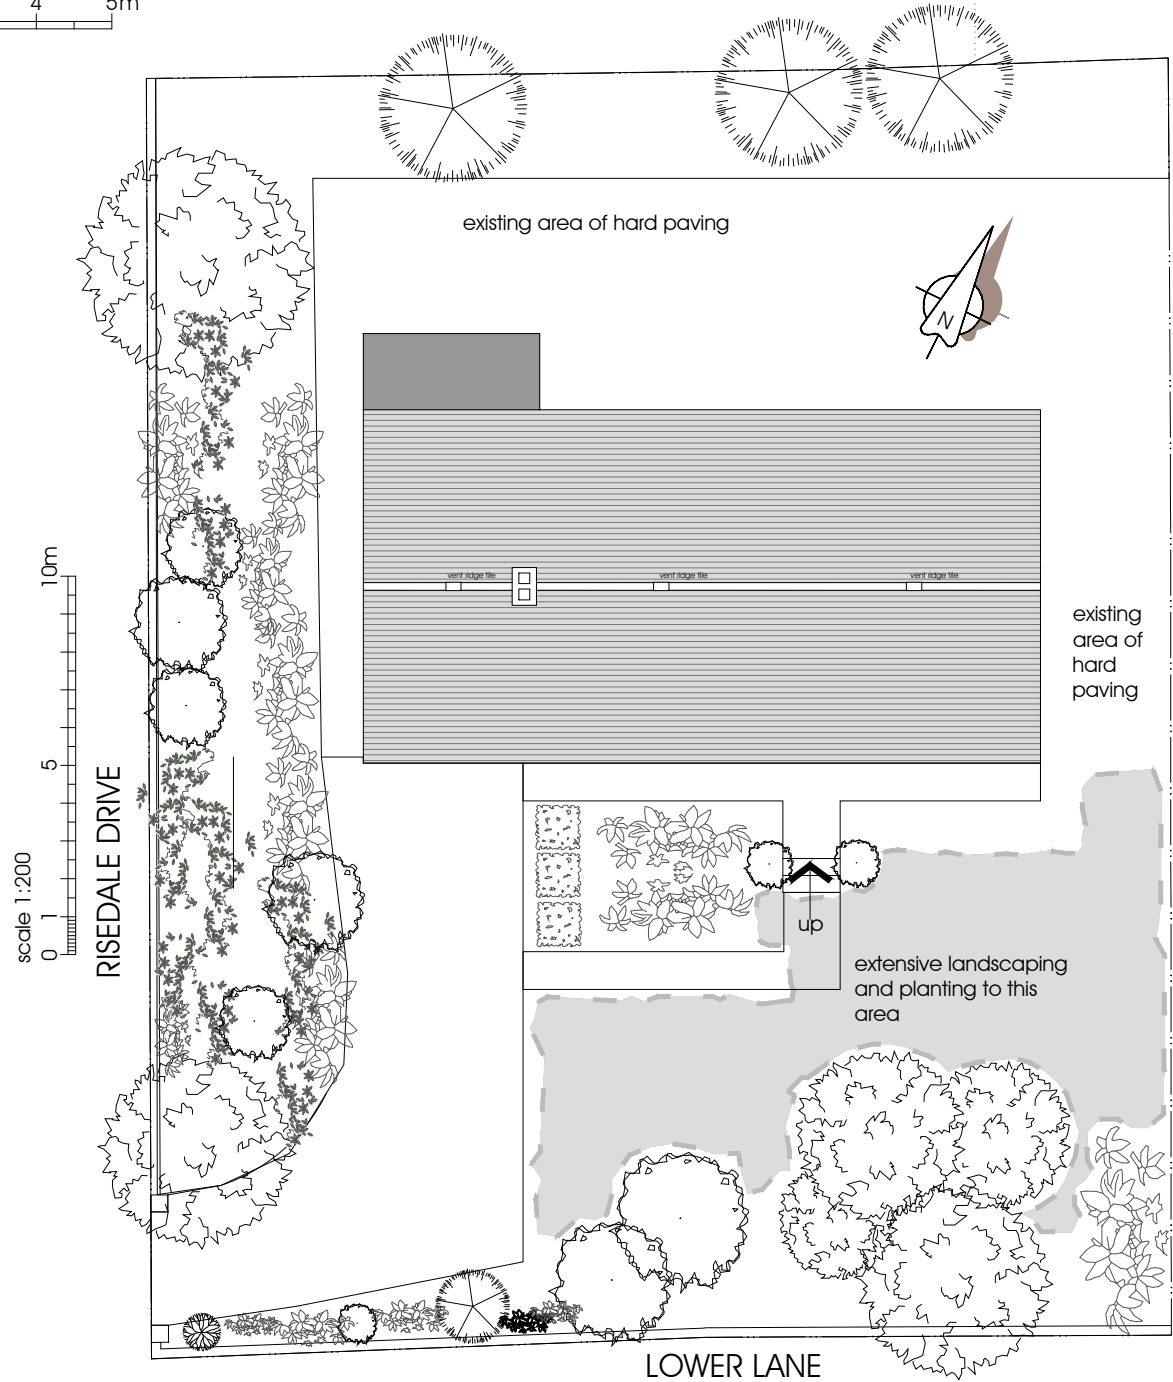 4
5m
existing area of hard paving
N
vent ridge tile
vent ridge tile
vent ridge tile
existing
area of
hard
paving
10m
5
1
0
scale 1:200
RISEDALE DRIVE
up
extensive landscaping
and planting to this
area
LOWER LANE